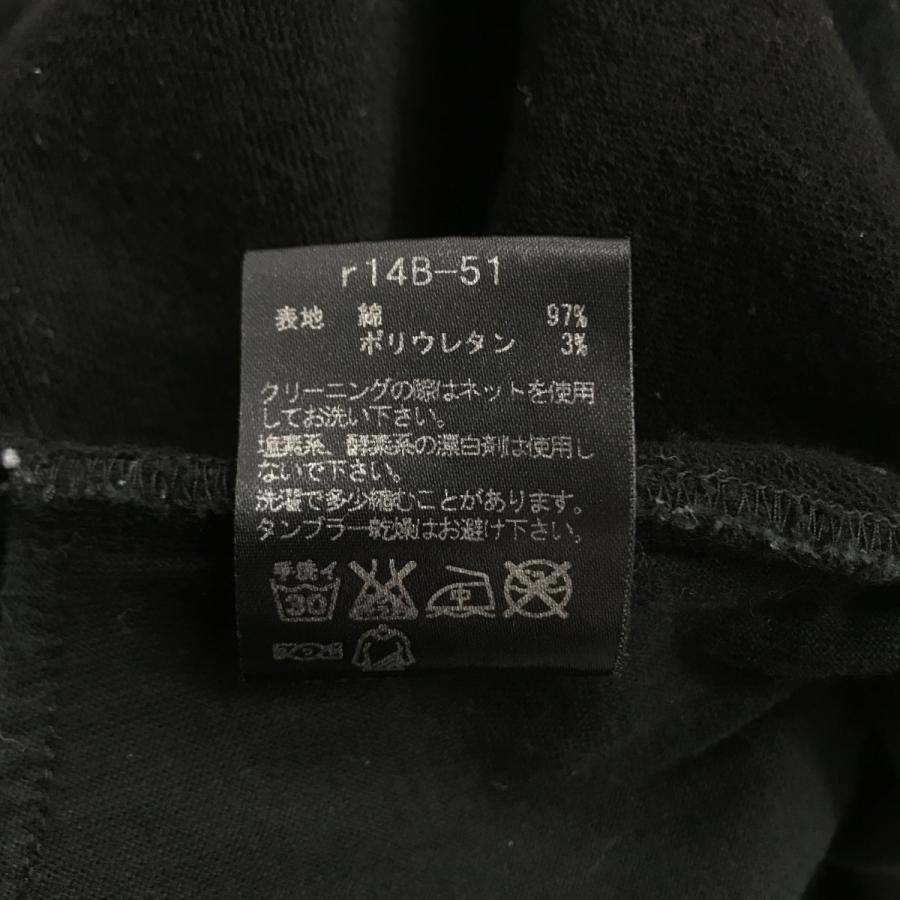 r14B-51
表地 綿 97%
ポリウレタン 3%
クリーニングの際はネットを使用
してお洗い下さい。
塩素系、酵素系の漂白剤は使用し
ないで下さい。
洗濯で多少縮むことがあります。
タンブラー乾燥はお避け下さい。
手洗イ
30
中